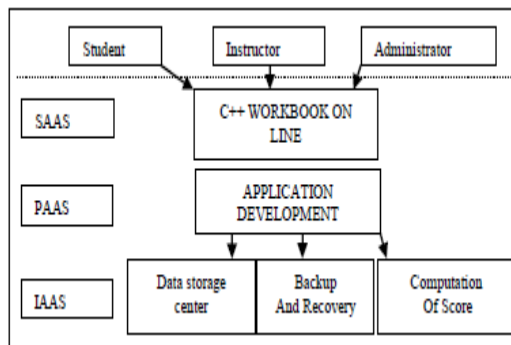 Student
Instructor
Administrator
SAAS
C++ WORKBOOK ON
LINE
PAAS
APPLICATION
DEVELOPMENT
IAAS
Data storage
center
Backup
And Recovery
Computation
Of Score